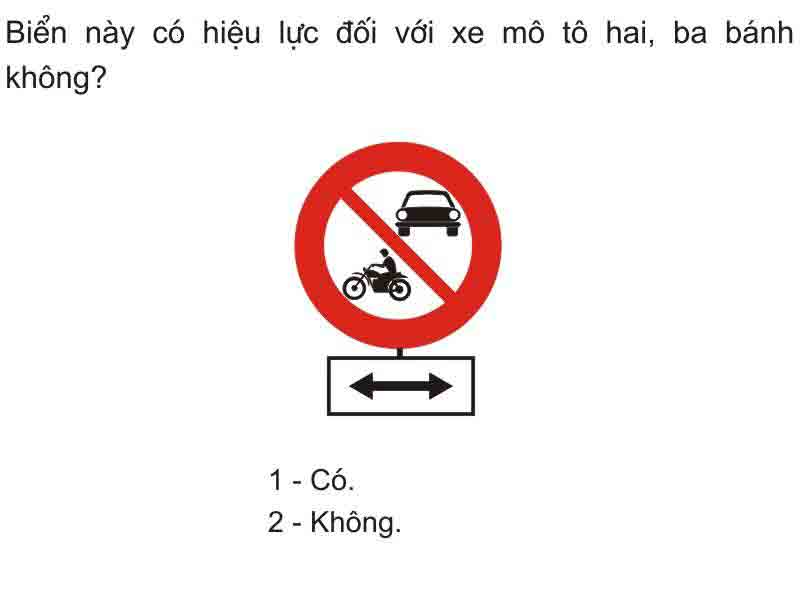 Biển này có hiệu lực đối với xe mô tô hai, ba bánh
không?
1 - Có.
2 - Không.